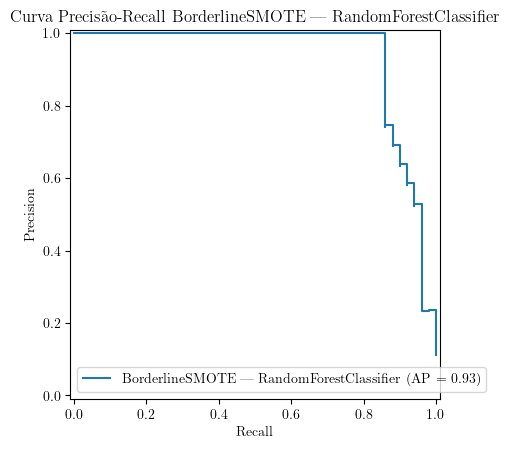 Curva Precisão-Recall BorderlineSMOTE — RandomForestClassifier
1.0
0.8
0.6
0.4
0.2
0.0
Precision
BorderlineSMOTE — RandomForestClassifier (AP = 0.93)
0.0 0.2 0.4 0.6 0.8 1.0
Recall